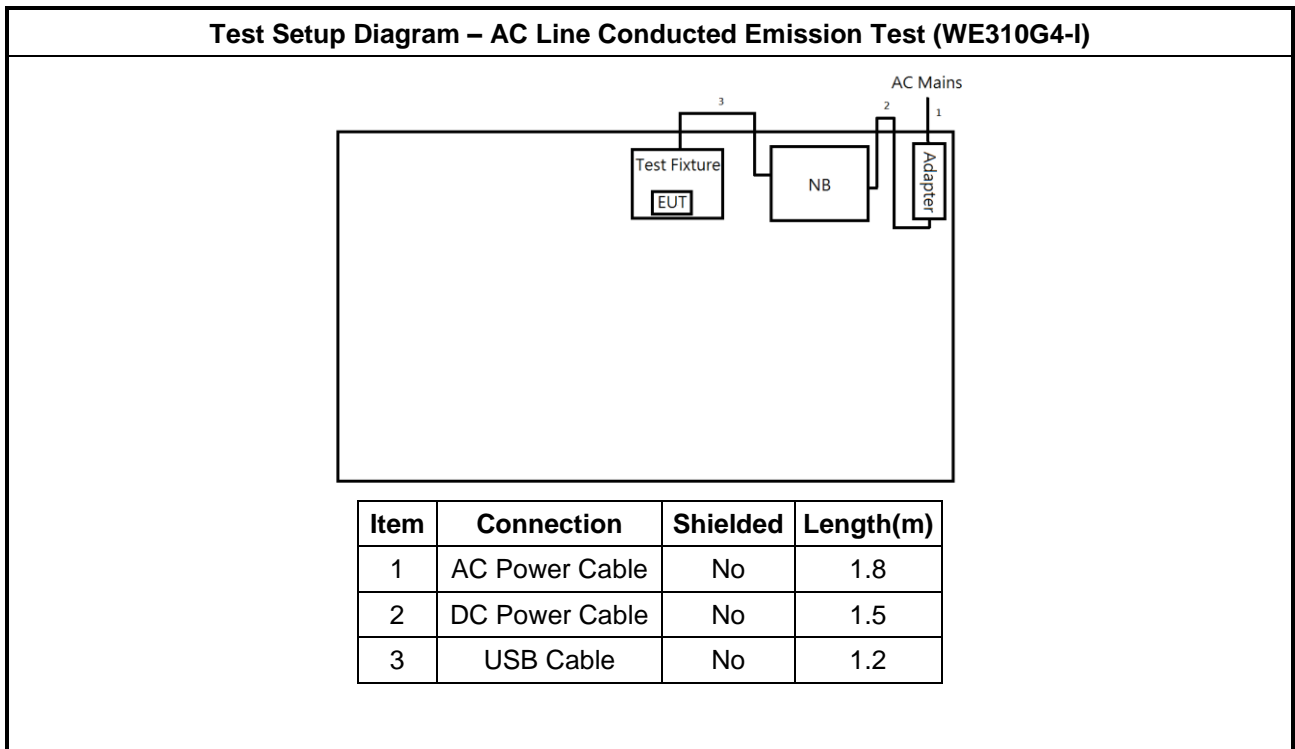 Test Setup Diagram – AC Line Conducted Emission Test (WE310G4-I)
AC Mains
3
2
1
Test Fixture
EUT
NB
Adapter
Item Connection Shielded Length(m)
1 AC Power Cable No 1.8
2 DC Power Cable No 1.5
3 USB Cable No 1.2